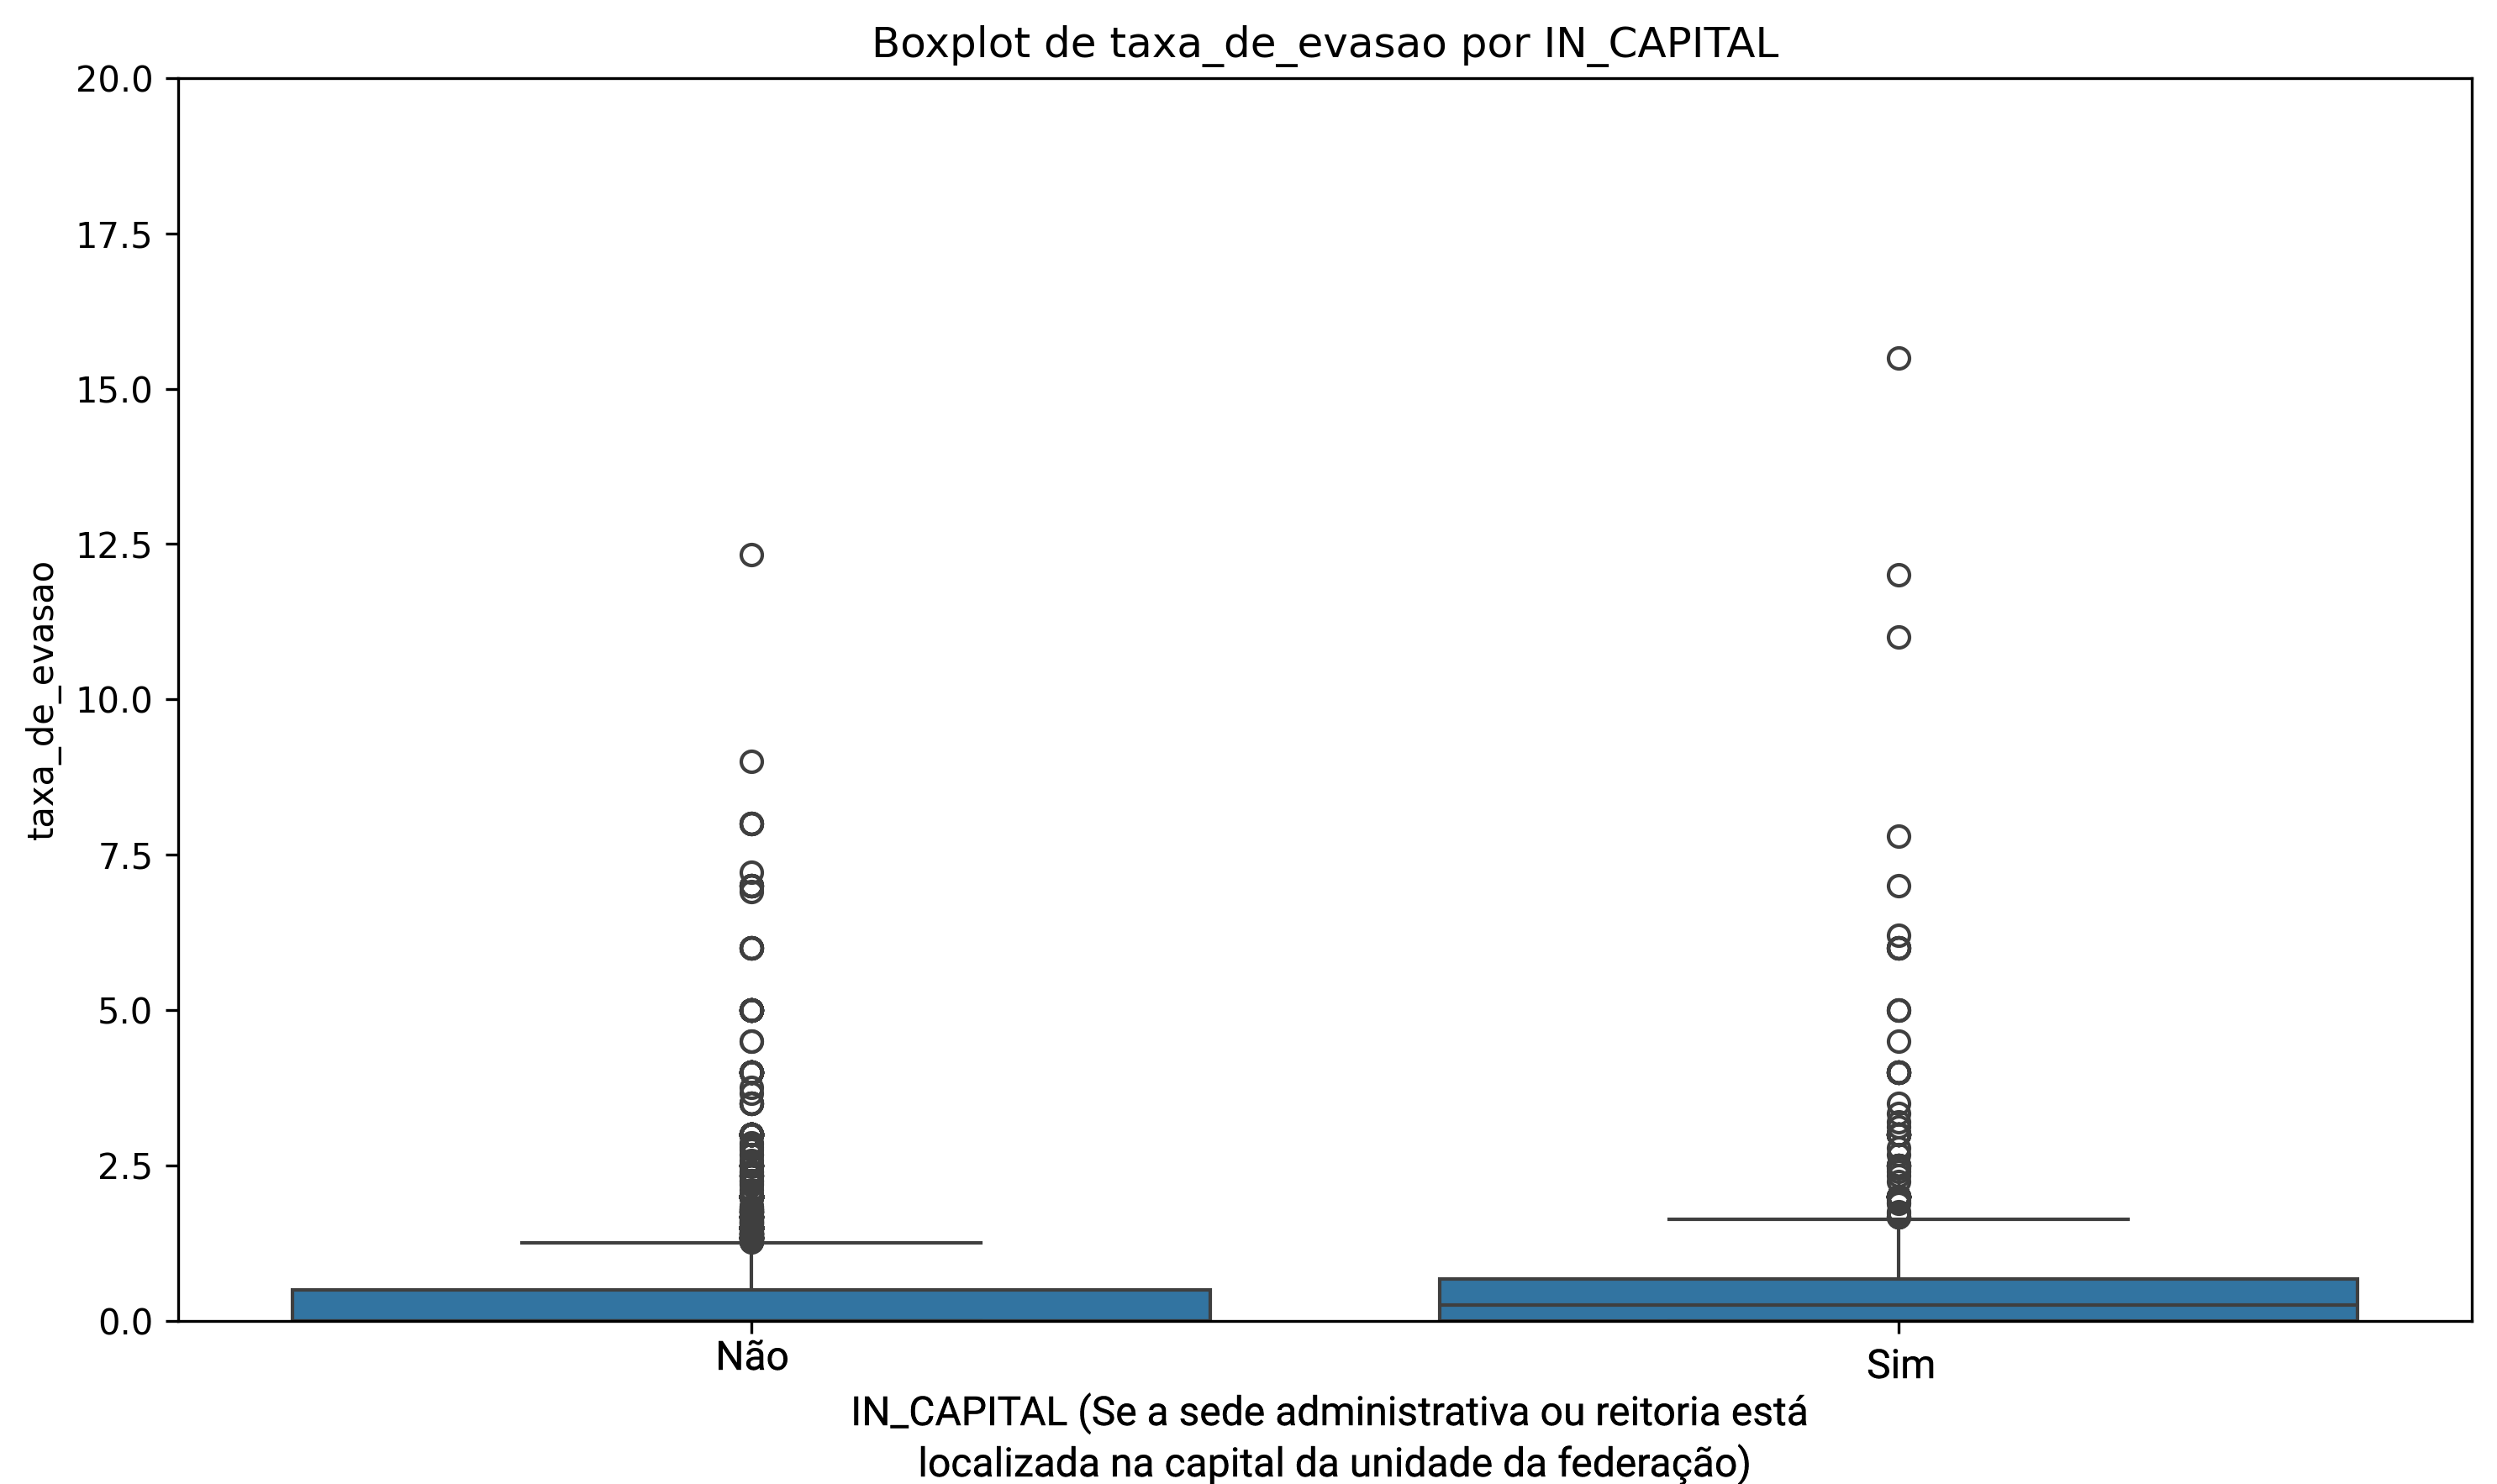 Boxplot de taxa_de_evasao por IN_CAPITAL
20.0
17.5
15.0
12.5
10.0
7.5
5.0
2.5
0.0
taxa_de_evasao
Não
Sim
IN_CAPITAL (Se a sede administrativa ou reitoria está
localizada na capital da unidade da federação)